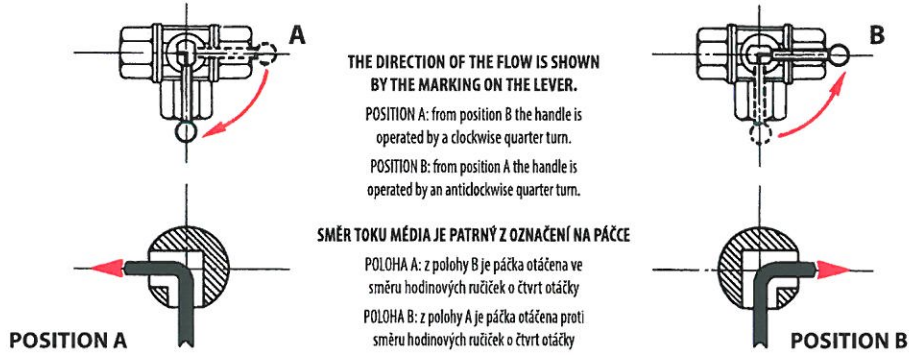 A
THE DIRECTION OF THE FLOW IS SHOWN
BY THE MARKING ON THE LEVER.
POSITION A: from position B the handle is
operated by a clockwise quarter turn.
POSITION B: from position A the handle is
operated by an anticlockwise quarter turn.
SMĚR TOKU MÉDIA JE PATRNÝ Z OZNAČENÍ NA PÁČCE
POLOHA A: z polohy B je páčka otáčena ve
směru hodinových ručiček o čtvrt otáčky
POLOHA B: z polohy A je páčka otáčena proti
směru hodinových ručiček o čtvrt otáčky
B
POSITION A
POSITION B